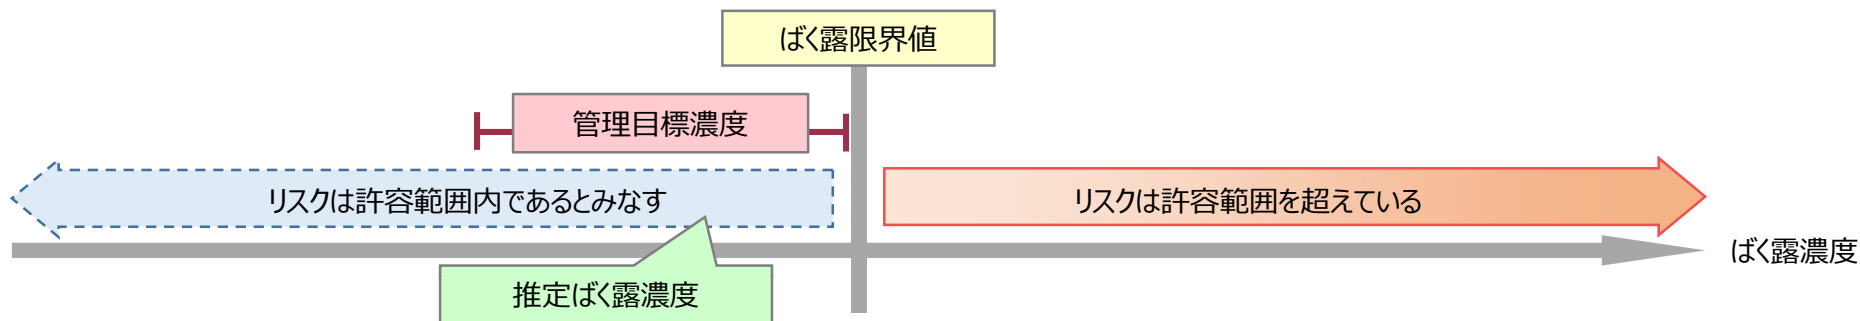 ばく露限界値
管理目標濃度
リスクは許容範囲内であるとみなす
リスクは許容範囲を超えている
ばく露濃度
推定ばく露濃度